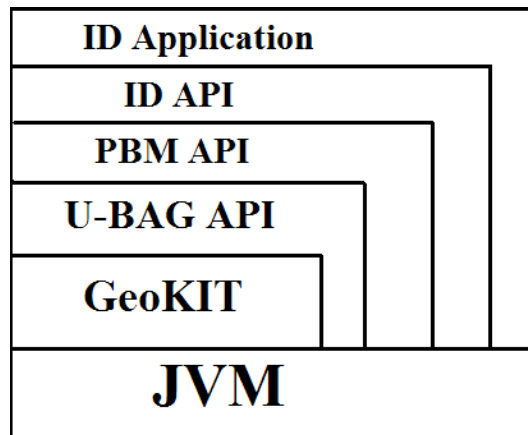 ID Application
ID API
PBM API
U-BAG API
GeoKIT
JVM